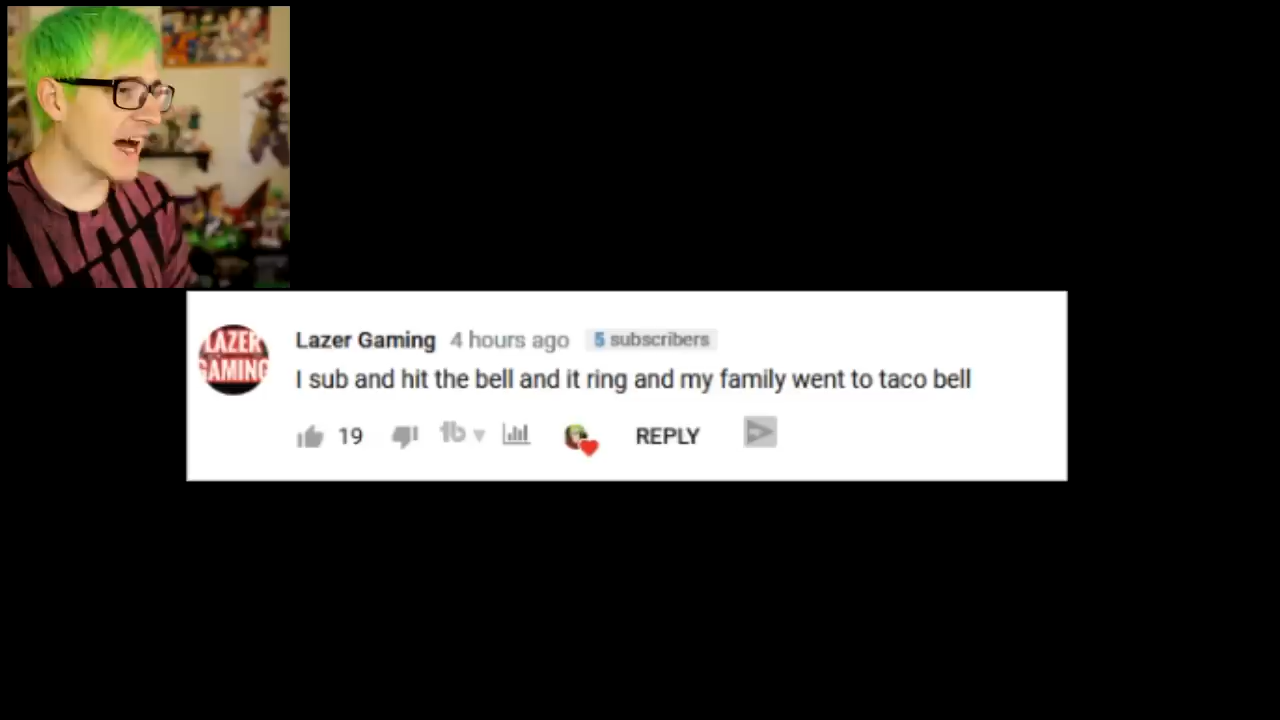 LAZER
GAMING
Lazer Gaming 4 hours ago 5 subscribers
I sub and hit the bell and it ring and my family went to taco bell
19 tb REPLY